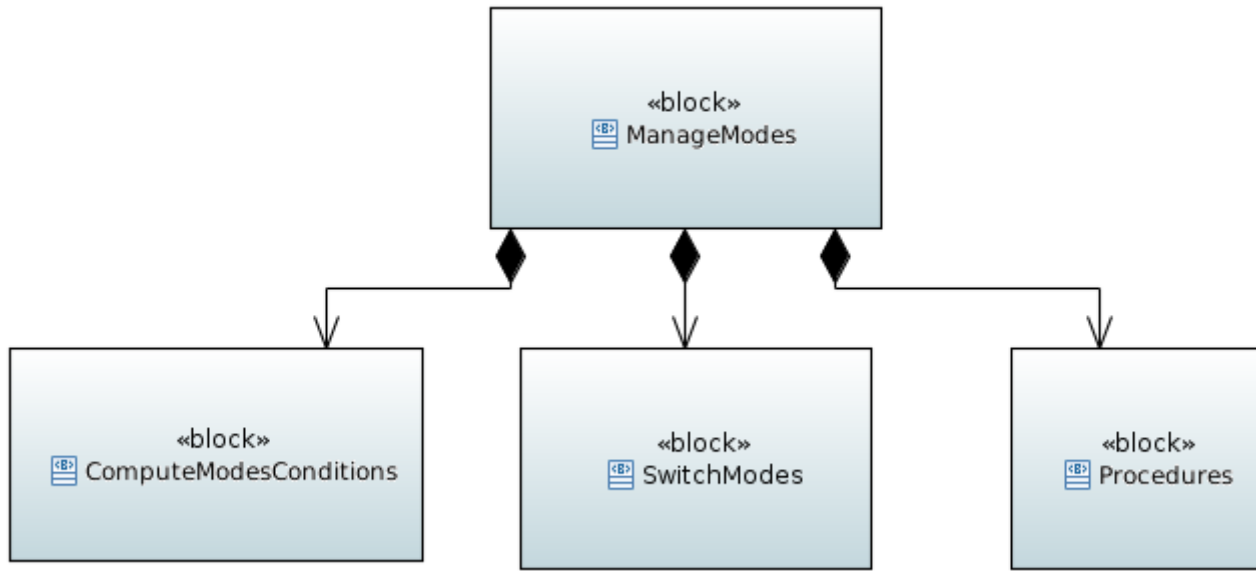 «block»
ManageModes
«block»
ComputeModesConditions
«block»
SwitchModes
«block»
Procedures